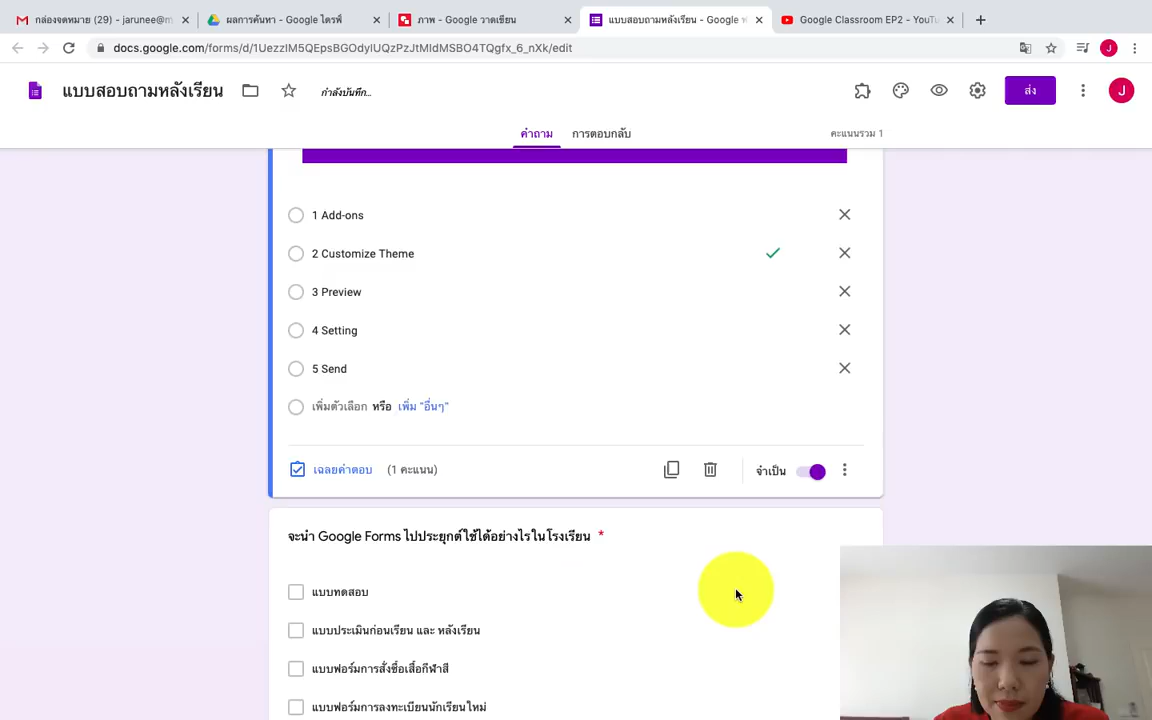 กล่องจดหมาย (29) - jarunee@m
ผลการค้นหา - Google ไดรฟ์
ภาพ - Google วาดเขียน
แบบสอบถามหลังเรียน - Google ฟ
Google Classroom EP2 - YouTu
docs.google.com/forms/d/1UezzIM5QEpsBGOdyIUQzPzJtMIdMSBO4TQgfx_6_nXk/edit
J
แบบสอบถามหลังเรียน
กำลังบันทึก...
ส่ง
J
คำถาม
การตอบกลับ
คะแนนรวม 1
1 Add-ons
2 Customize Theme
3 Preview
4 Setting
5 Send
เพิ่มตัวเลือก หรือ เพิ่ม "อื่นๆ"
เฉลยคำตอบ (1 คะแนน)
จำเป็น
จะนำ Google Forms ไปประยุกต์ใช้ได้อย่างไรในโรงเรียน *
แบบทดสอบ
แบบประเมินก่อนเรียน และ หลังเรียน
แบบฟอร์มการสั่งซื้อเสื้อกีฬาสี
แบบฟอร์มการลงทะเบียนนักเรียนใหม่